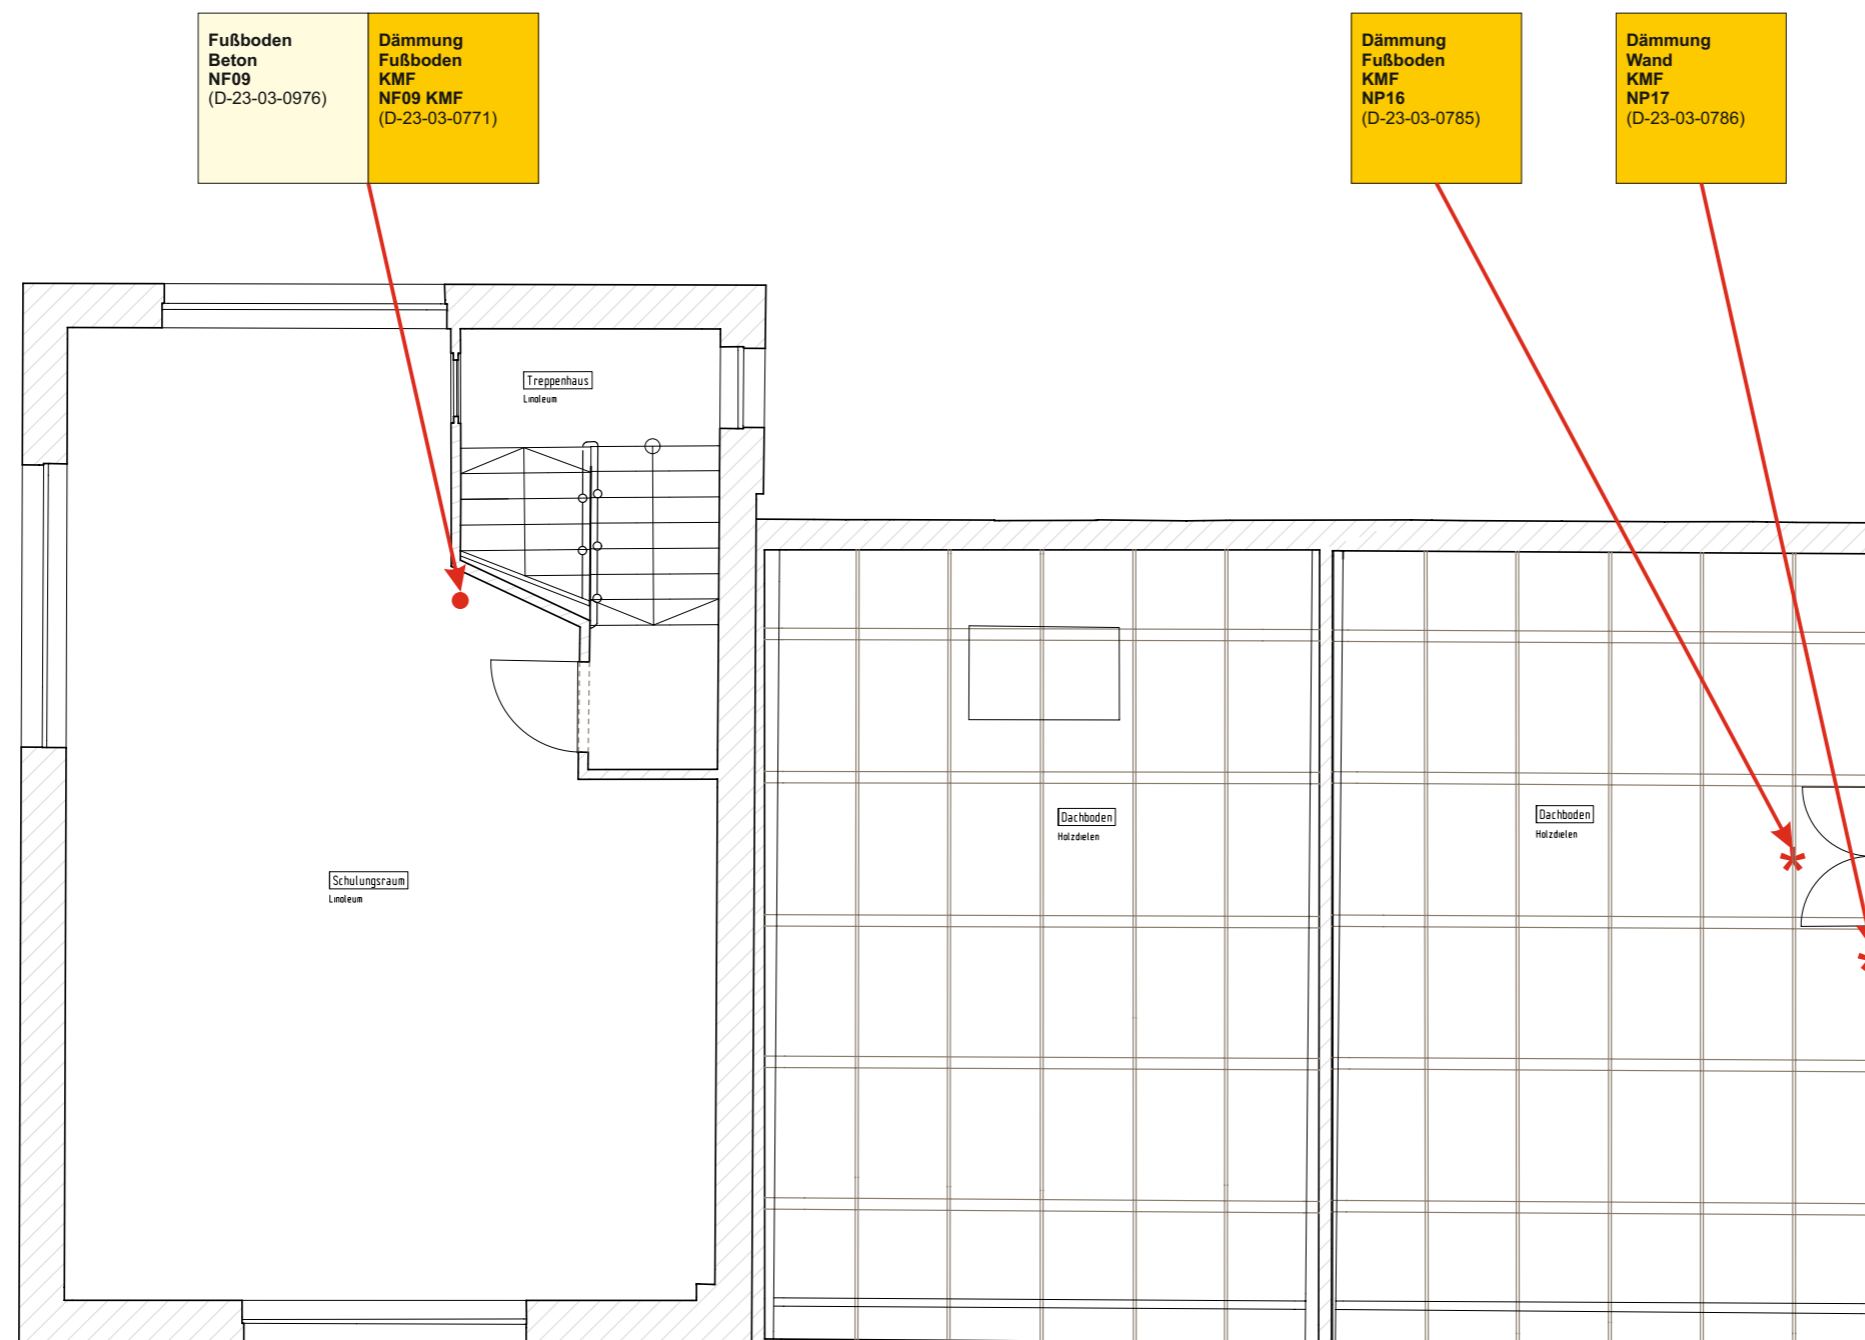 Fußboden
Beton
NF09
(D-23-03-0976)
Dämmung
Fußboden
KMF
NF09 KMF
(D-23-03-0771)
Dämmung
Fußboden
KMF
NP16
(D-23-03-0785)
Dämmung
Wand
KMF
NP17
(D-23-03-0786)
Treppenhaus
Linoleum
Dachboden
Holzdielen
Dachboden
Holzdielen
Schulungsraum
Linoleum